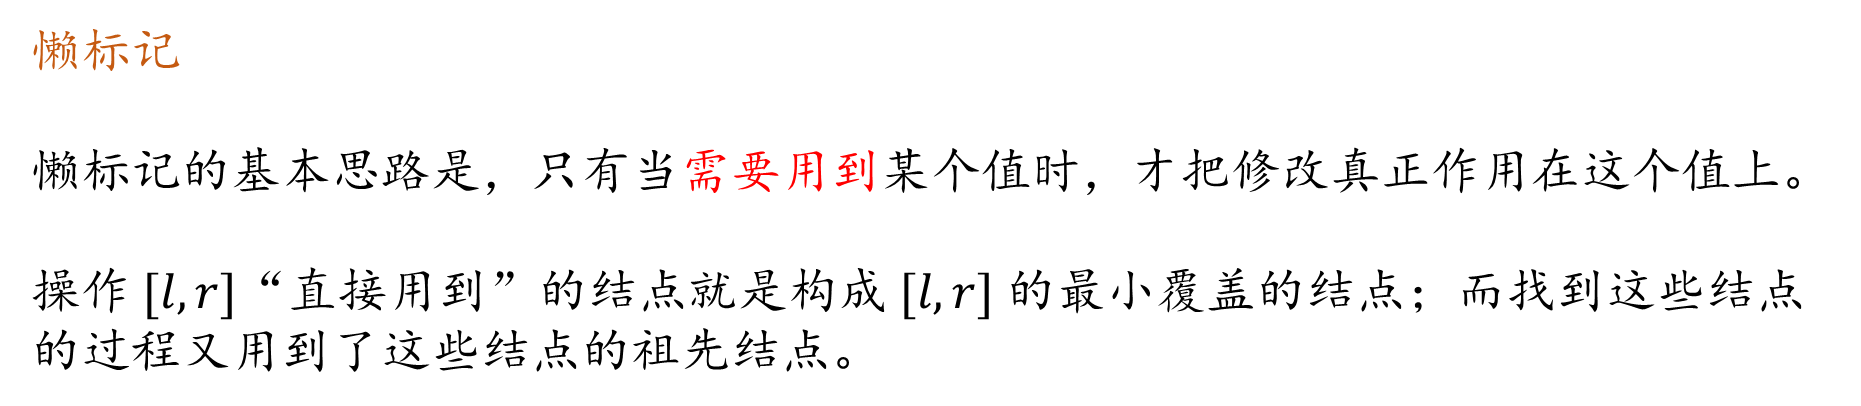 懒标记
懒标记的基本思路是，只有当需要用到某个值时，才把修改真正作用在这个值上。
操作 [l, r]“直接用到”的结点就是构成 [l, r] 的最小覆盖的结点；而找到这些结点
的过程又用到了这些结点的祖先结点。